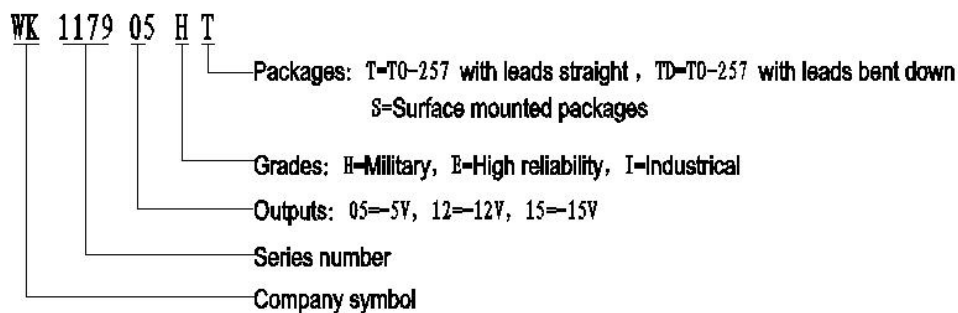 WK 1179 05 H T
Packages: T=TO-257 with leads straight, TD=TO-257 with leads bent down
S=Surface mounted packages
Grades: H=Military, E=High reliability, I=Industrical
Outputs: 05=-5V, 12=-12V, 15=-15V
Series number
Company symbol